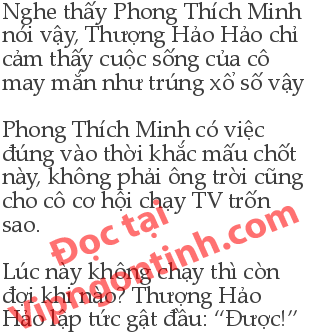 Nghe thấy Phong Thích Minh
nói vậy, Thượng Hảo Hảo chỉ
cảm thấy cuộc sống của cô
may mắn như trúng xổ số vậy
Phong Thích Minh có việc
đúng vào thời khắc mấu chốt
này, không phải ông trời cũng
cho cô cơ hội chạy TV trốn
sao.
Đọc tại
Vipngontinh.com
Lúc này không chạy thì còn
đợi khi nào? Thượng Hảo
Hảo lập tức gật đầu: “Được!”